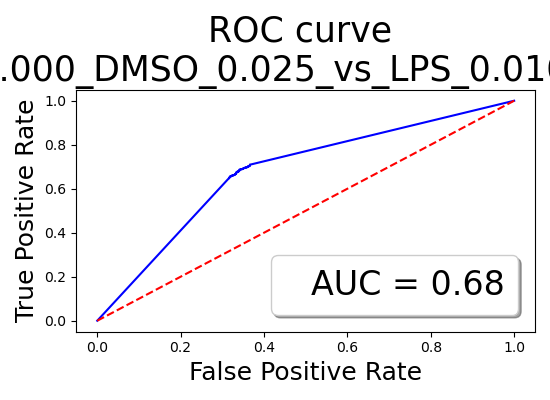 ROC curve
.000_DMSO_0.025_vs_LPS_0.010
1.0
0.8
0.6
0.4
0.2
0.0
True Positive Rate
AUC = 0.68
0.0 0.2 0.4 0.6 0.8 1.0
False Positive Rate